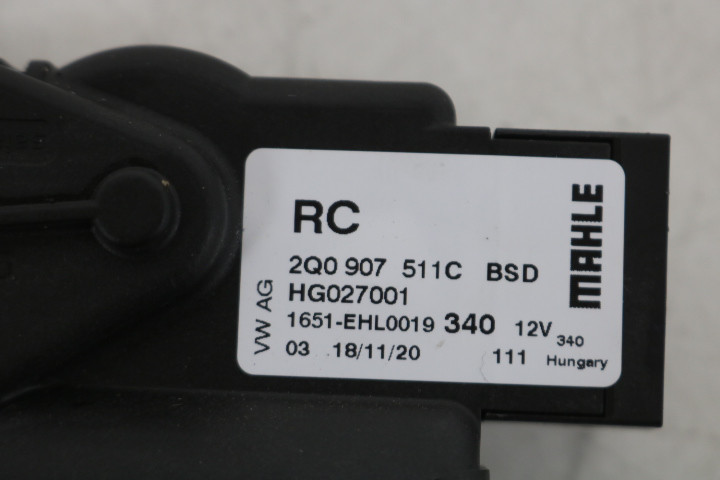 RC
2Q0 907 511C BSD
HG027001
1651-EHL0019 340 12V 340
03 18/11/20 111 Hungary
VW AG
MAHLE